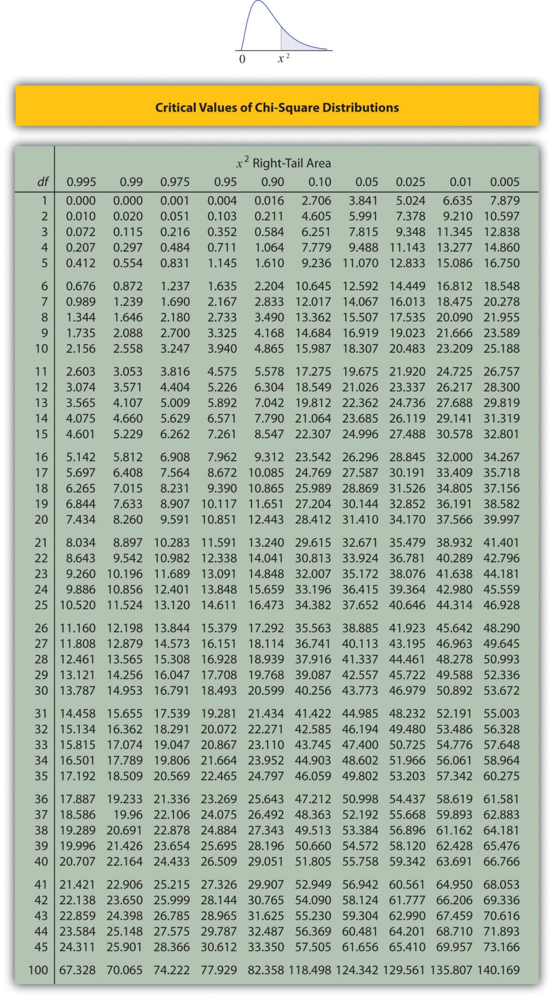 0 x²
Critical Values of Chi-Square Distributions
x² Right-Tail Area
df 0.995 0.99 0.975 0.95 0.90 0.10 0.05 0.025 0.01 0.005
1 0.000 0.000 0.001 0.004 0.016 2.706 3.841 5.024 6.635 7.879
2 0.010 0.020 0.051 0.103 0.211 4.605 5.991 7.378 9.210 10.597
3 0.072 0.115 0.216 0.352 0.584 6.251 7.815 9.348 11.345 12.838
4 0.207 0.297 0.484 0.711 1.064 7.779 9.488 11.143 13.277 14.860
5 0.412 0.554 0.831 1.145 1.610 9.236 11.070 12.833 15.086 16.750
6 0.676 0.872 1.237 1.635 2.204 10.645 12.592 14.449 16.812 18.548
7 0.989 1.239 1.690 2.167 2.833 12.017 14.067 16.013 18.475 20.278
8 1.344 1.646 2.180 2.733 3.490 13.362 15.507 17.535 20.090 21.955
9 1.735 2.088 2.700 3.325 4.168 14.684 16.919 19.023 21.666 23.589
10 2.156 2.558 3.247 3.940 4.865 15.987 18.307 20.483 23.209 25.188
11 2.603 3.053 3.816 4.575 5.578 17.275 19.675 21.920 24.725 26.757
12 3.074 3.571 4.404 5.226 6.304 18.549 21.026 23.337 26.217 28.300
13 3.565 4.107 5.009 5.892 7.042 19.812 22.362 24.736 27.688 29.819
14 4.075 4.660 5.629 6.571 7.790 21.064 23.685 26.119 29.141 31.319
15 4.601 5.229 6.262 7.261 8.547 22.307 24.996 27.488 30.578 32.801
16 5.142 5.812 6.908 7.962 9.312 23.542 26.296 28.845 32.000 34.267
17 5.697 6.408 7.564 8.672 10.085 24.769 27.587 30.191 33.409 35.718
18 6.265 7.015 8.231 9.390 10.865 25.989 28.869 31.526 34.805 37.156
19 6.844 7.633 8.907 10.117 11.651 27.204 30.144 32.852 36.191 38.582
20 7.434 8.260 9.591 10.851 12.443 28.412 31.410 34.170 37.566 39.997
21 8.034 8.897 10.283 11.591 13.240 29.615 32.671 35.479 38.932 41.401
22 8.643 9.542 10.982 12.338 14.041 30.813 33.924 36.781 40.289 42.796
23 9.260 10.196 11.689 13.091 14.848 32.007 35.172 38.076 41.638 44.181
24 9.886 10.856 12.401 13.848 15.659 33.196 36.415 39.364 42.980 45.559
25 10.520 11.524 13.120 14.611 16.473 34.382 37.652 40.646 44.314 46.928
26 11.160 12.198 13.844 15.379 17.292 35.563 38.885 41.923 45.642 48.290
27 11.808 12.879 14.573 16.151 18.114 36.741 40.113 43.195 46.963 49.645
28 12.461 13.565 15.308 16.928 18.939 37.916 41.337 44.461 48.278 50.993
29 13.121 14.256 16.047 17.708 19.768 39.087 42.557 45.722 49.588 52.336
30 13.787 14.953 16.791 18.493 20.599 40.256 43.773 46.979 50.892 53.672
31 14.458 15.655 17.539 19.281 21.434 41.422 44.985 48.232 52.191 55.003
32 15.134 16.362 18.291 20.072 22.271 42.585 46.194 49.480 53.486 56.328
33 15.815 17.074 19.047 20.867 23.110 43.745 47.400 50.725 54.776 57.648
34 16.501 17.789 19.806 21.664 23.952 44.903 48.602 51.966 56.061 58.964
35 17.192 18.509 20.569 22.465 24.797 46.059 49.802 53.203 57.342 60.275
36 17.887 19.233 21.336 23.269 25.643 47.212 50.998 54.437 58.619 61.581
37 18.586 19.96 22.106 24.075 26.492 48.363 52.192 55.668 59.893 62.883
38 19.289 20.691 22.878 24.884 27.343 49.513 53.384 56.896 61.162 64.181
39 19.996 21.426 23.654 25.695 28.196 50.660 54.572 58.120 62.428 65.476
40 20.707 22.164 24.433 26.509 29.051 51.805 55.758 59.342 63.691 66.766
41 21.421 22.906 25.215 27.326 29.907 52.949 56.942 60.561 64.950 68.053
42 22.138 23.650 25.999 28.144 30.765 54.090 58.124 61.777 66.206 69.336
43 22.859 24.398 26.785 28.965 31.625 55.230 59.304 62.990 67.459 70.616
44 23.584 25.148 27.575 29.787 32.487 56.369 60.481 64.201 68.710 71.893
45 24.311 25.901 28.366 30.612 33.350 57.505 61.656 65.410 69.957 73.166
100 67.328 70.065 74.222 77.929 82.358 118.498 124.342 129.561 135.807 140.169